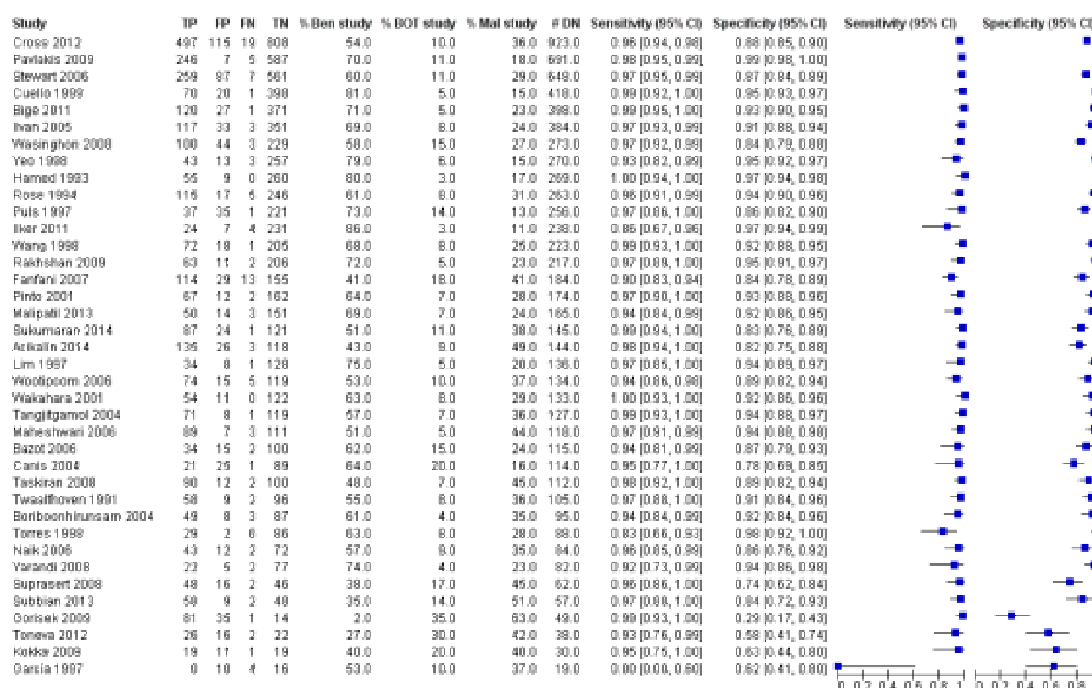 Study TP FP FN TN % Ben study % BOT study % Mal study # DN Sensitivity (95% CI) Specificity (95% CI) Sensitivity (95% CI) Specificity (95% CI)
Cross 2012 497 115 19 808 54.0 10.0 36.0 923.0 0.96 [0.94, 0.98] 0.88 [0.85, 0.90]
Pavlakis 2009 246 7 5 587 70.0 11.0 18.0 691.0 0.98 [0.95, 0.99] 0.99 [0.98, 1.00]
Stewart 2006 259 87 7 561 60.0 11.0 29.0 648.0 0.97 [0.95, 0.99] 0.87 [0.84, 0.89]
Cuello 1999 70 20 1 398 81.0 5.0 15.0 418.0 0.99 [0.92, 1.00] 0.95 [0.93, 0.97]
Bige 2011 120 27 1 371 71.0 5.0 23.0 398.0 0.99 [0.95, 1.00] 0.93 [0.90, 0.95]
Ilvan 2005 117 33 3 351 69.0 8.0 24.0 384.0 0.97 [0.93, 0.99] 0.91 [0.88, 0.94]
Wasinghon 2008 100 44 3 229 58.0 15.0 27.0 273.0 0.97 [0.92, 0.99] 0.84 [0.79, 0.88]
Yeo 1998 43 13 3 257 79.0 6.0 15.0 270.0 0.93 [0.82, 0.99] 0.95 [0.92, 0.97]
Hamed 1993 55 9 0 260 80.0 3.0 17.0 269.0 1.00 [0.94, 1.00] 0.97 [0.94, 0.98]
Rose 1994 116 17 5 246 61.0 8.0 31.0 263.0 0.96 [0.91, 0.99] 0.94 [0.90, 0.96]
Puls 1997 37 35 1 221 73.0 14.0 13.0 256.0 0.97 [0.86, 1.00] 0.86 [0.82, 0.90]
Ilker 2011 24 7 4 231 86.0 3.0 11.0 238.0 0.86 [0.67, 0.96] 0.97 [0.94, 0.99]
Wang 1998 72 18 1 205 68.0 8.0 25.0 223.0 0.99 [0.93, 1.00] 0.92 [0.88, 0.95]
Rakhshan 2009 63 11 2 206 72.0 5.0 23.0 217.0 0.97 [0.89, 1.00] 0.95 [0.91, 0.97]
Fanfani 2007 114 29 13 155 41.0 18.0 41.0 184.0 0.90 [0.83, 0.94] 0.84 [0.78, 0.89]
Pinto 2001 67 12 2 162 64.0 7.0 28.0 174.0 0.97 [0.90, 1.00] 0.93 [0.88, 0.96]
Malipatil 2013 50 14 3 151 69.0 7.0 24.0 165.0 0.94 [0.84, 0.99] 0.92 [0.86, 0.95]
Sukumaran 2014 87 24 1 121 51.0 11.0 38.0 145.0 0.99 [0.94, 1.00] 0.83 [0.76, 0.89]
Arikalin 2014 135 26 3 118 43.0 9.0 49.0 144.0 0.98 [0.94, 1.00] 0.82 [0.75, 0.88]
Lim 1997 34 8 1 128 75.0 5.0 20.0 136.0 0.97 [0.85, 1.00] 0.94 [0.89, 0.97]
Wootipoom 2006 74 15 5 119 53.0 10.0 37.0 134.0 0.94 [0.86, 0.98] 0.89 [0.82, 0.94]
Wakahara 2001 54 11 0 122 63.0 8.0 29.0 133.0 1.00 [0.93, 1.00] 0.92 [0.86, 0.96]
Tangjitgamol 2004 71 8 1 119 57.0 7.0 36.0 127.0 0.99 [0.93, 1.00] 0.94 [0.88, 0.97]
Maheshwari 2006 89 7 3 111 51.0 5.0 44.0 118.0 0.97 [0.91, 0.99] 0.94 [0.88, 0.98]
Bazot 2006 34 15 2 100 62.0 15.0 24.0 115.0 0.94 [0.81, 0.99] 0.87 [0.79, 0.93]
Canis 2004 21 25 1 89 64.0 20.0 16.0 114.0 0.95 [0.77, 1.00] 0.78 [0.69, 0.85]
Taskiran 2008 90 12 2 100 48.0 7.0 45.0 112.0 0.98 [0.92, 1.00] 0.89 [0.82, 0.94]
Twaalfhoven 1991 58 9 2 96 55.0 8.0 36.0 105.0 0.97 [0.88, 1.00] 0.91 [0.84, 0.96]
Boriboonhirunsarn 2004 49 8 3 87 61.0 4.0 35.0 95.0 0.94 [0.84, 0.99] 0.92 [0.84, 0.96]
Torres 1998 29 2 6 86 63.0 8.0 28.0 88.0 0.83 [0.66, 0.93] 0.98 [0.92, 1.00]
Naik 2006 43 12 2 72 57.0 8.0 35.0 84.0 0.96 [0.85, 0.99] 0.86 [0.76, 0.92]
Yarandi 2008 23 5 2 77 74.0 4.0 23.0 82.0 0.92 [0.73, 0.99] 0.94 [0.86, 0.98]
Suprasert 2008 48 16 2 46 38.0 17.0 45.0 62.0 0.96 [0.86, 1.00] 0.74 [0.62, 0.84]
Subbian 2013 59 9 2 48 35.0 14.0 51.0 57.0 0.97 [0.88, 1.00] 0.84 [0.72, 0.93]
Gorisek 2009 81 35 1 14 2.0 35.0 63.0 49.0 0.99 [0.93, 1.00] 0.29 [0.17, 0.43]
Toneva 2012 26 16 2 22 27.0 30.0 42.0 38.0 0.93 [0.76, 0.99] 0.58 [0.41, 0.74]
Kokka 2009 19 11 1 19 40.0 20.0 40.0 30.0 0.95 [0.75, 1.00] 0.63 [0.44, 0.80]
Garcia 1997 0 10 4 16 53.0 10.0 37.0 19.0 0.00 [0.00, 0.60] 0.62 [0.41, 0.80]
0 0.2 0.4 0.6 0.8 1 0 0.2 0.4 0.6 0.8